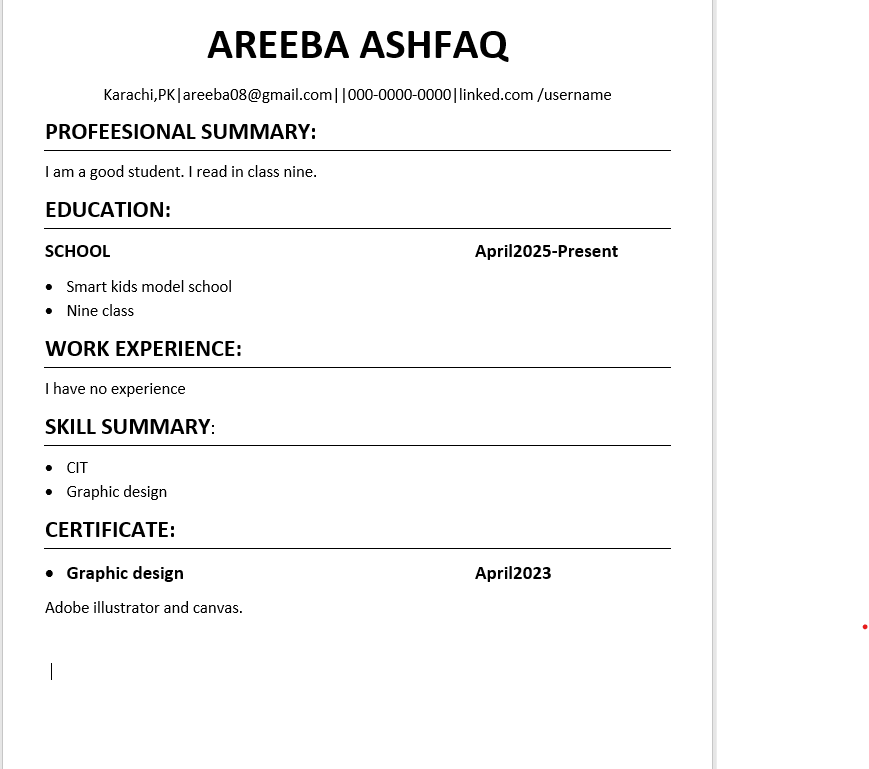 AREEBA ASHFAQ
Karachi,PK|areeba08@gmail.com||000-0000-0000|linked.com /username
PROFEESIONAL SUMMARY:
I am a good student. I read in class nine.
EDUCATION:
SCHOOL April2025-Present
• Smart kids model school
• Nine class
WORK EXPERIENCE:
I have no experience
SKILL SUMMARY:
• CIT
• Graphic design
CERTIFICATE:
• Graphic design April2023
Adobe illustrator and canvas.